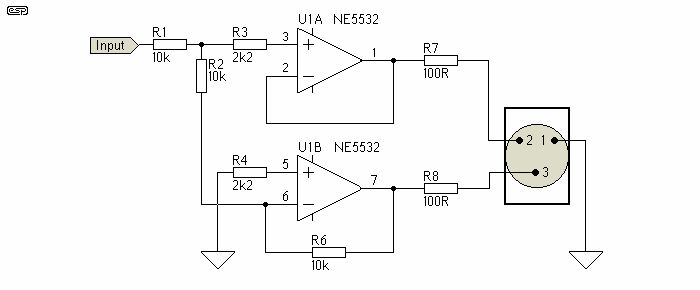 esp
U1A NE5532
R1
R3
3
1
R7
Input
10k
R2
2k2
2
10k
100R
U1B NE5532
2 1
R4
5
3
2k2
7
R8
6
100R
R6
10k